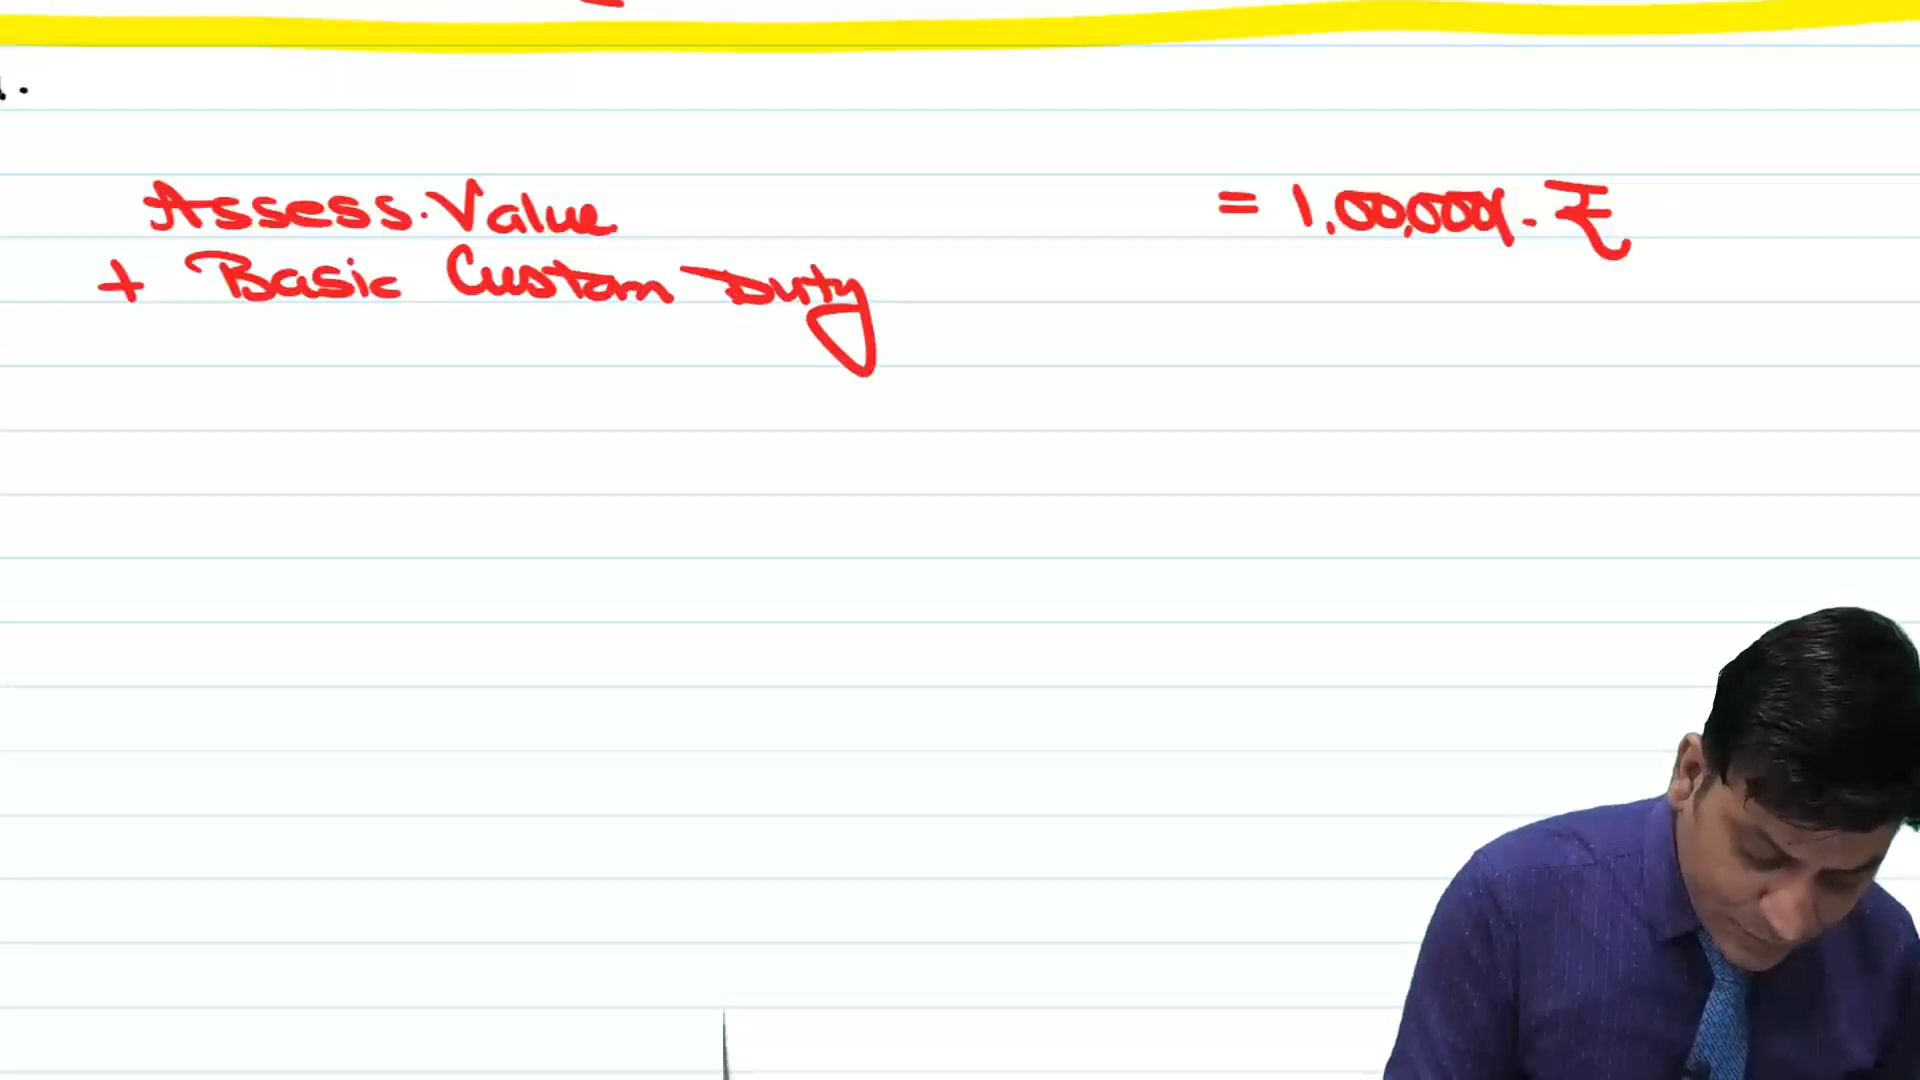 Assess. Value = 1,00,000/- ₹
+ Basic Custom Duty